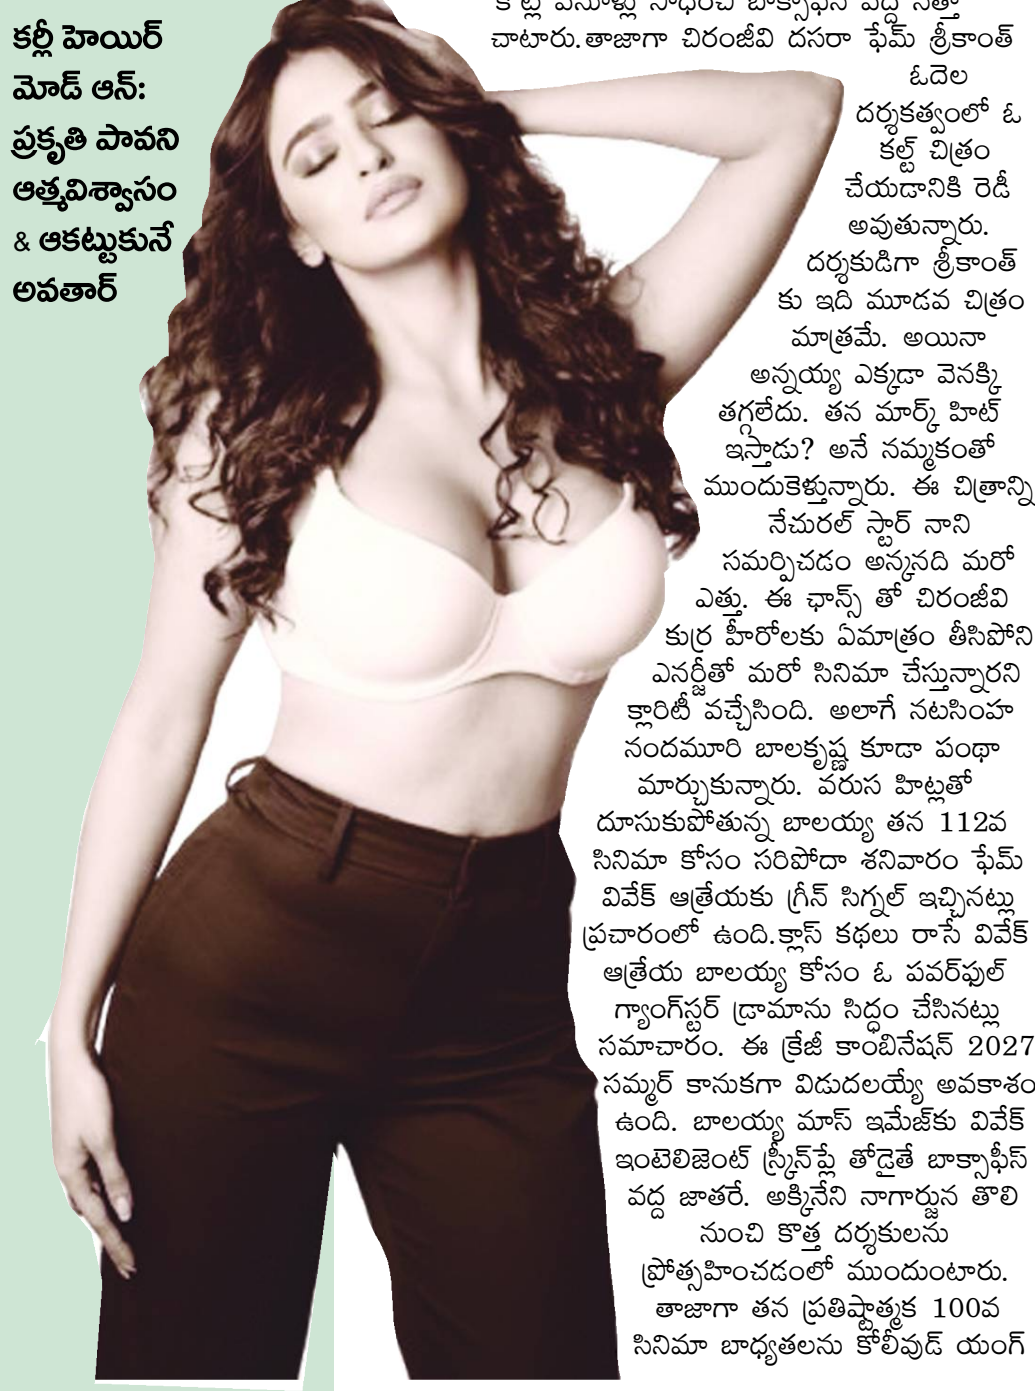 కర్లీ హెయిర్
మోడ్ ఆన్:
ప్రకృతి పావని
ఆత్మవిశ్వాసం
& ఆకట్టుకునే
అవతార్
చాటారు.తాజాగా చిరంజీవి దసరా ఫేమ్ శ్రీకాంత్
ఓదెల
దర్శకత్వంలో ఓ
కల్ట్ చిత్రం
చేయడానికి రెడీ
అవుతున్నారు.
దర్శకుడిగా శ్రీకాంత్
కు ఇది మూడవ చిత్రం
మాత్రమే. అయినా
అన్నయ్య ఎక్కడా వెనక్కి
తగ్గలేదు. తన మార్క్ హిట్
ఇస్తాడు? అనే నమ్మకంతో
ముందుకెళ్తున్నారు. ఈ చిత్రాన్ని
నేచురల్ స్టార్ నాని
సమర్పిచడం అన్కనది మరో
ఎత్తు. ఈ ఛాన్స్ తో చిరంజీవి
కుర్ర హీరోలకు ఏమాత్రం తీసిపోని
ఎనర్జీతో మరో సినిమా చేస్తున్నారని
క్లారిటీ వచ్చేసింది. అలాగే నటసింహ
నందమూరి బాలకృష్ణ కూడా పంథా
మార్చుకున్నారు. వరుస హిట్లతో
దూసుకుపోతున్న బాలయ్య తన 112వ
సినిమా కోసం సరిపోదా శనివారం ఫేమ్
వివేక్ ఆత్రేయకు గ్రీన్ సిగ్నల్ ఇచ్చినట్లు
ప్రచారంలో ఉంది.క్లాస్ కథలు రాసే వివేక్
ఆత్రేయ బాలయ్య కోసం ఓ పవర్‌ఫుల్
గ్యాంగ్‌స్టర్ డ్రామాను సిద్ధం చేసినట్లు
సమాచారం. ఈ క్రేజీ కాంబినేషన్ 2027
సమ్మర్ కానుకగా విడుదలయ్యే అవకాశం
ఉంది. బాలయ్య మాస్ ఇమేజ్‌కు వివేక్
ఇంటెలిజెంట్ స్క్రీన్‌ప్లే తోడైతే బాక్సాఫీస్
వద్ద జాతరే. అక్కినేని నాగార్జున తొలి
నుంచి కొత్త దర్శకులను
ప్రోత్సహించడంలో ముందుంటారు.
తాజాగా తన ప్రతిష్టాత్మక 100వ
సినిమా బాధ్యతలను కోలీవుడ్ యంగ్